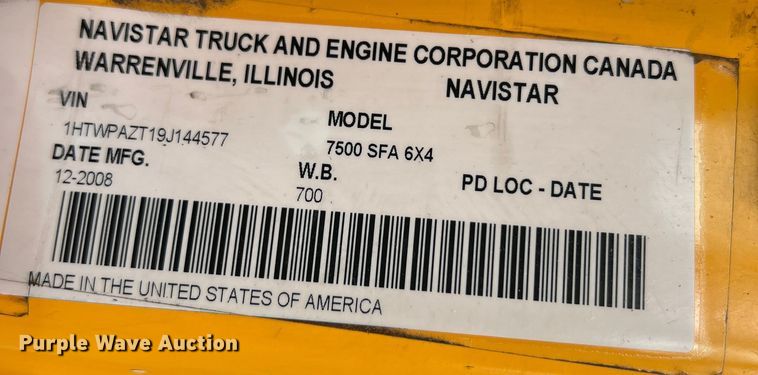 NAVISTAR TRUCK AND ENGINE CORPORATION CANADA
WARRENVILLE, ILLINOIS NAVISTAR
VIN
1HTWPAZT19J144577
MODEL
7500 SFA 6X4
DATE MFG.
12-2008
W.B.
700
PD LOC - DATE
MADE IN THE UNITED STATES OF AMERICA
Purple Wave Auction